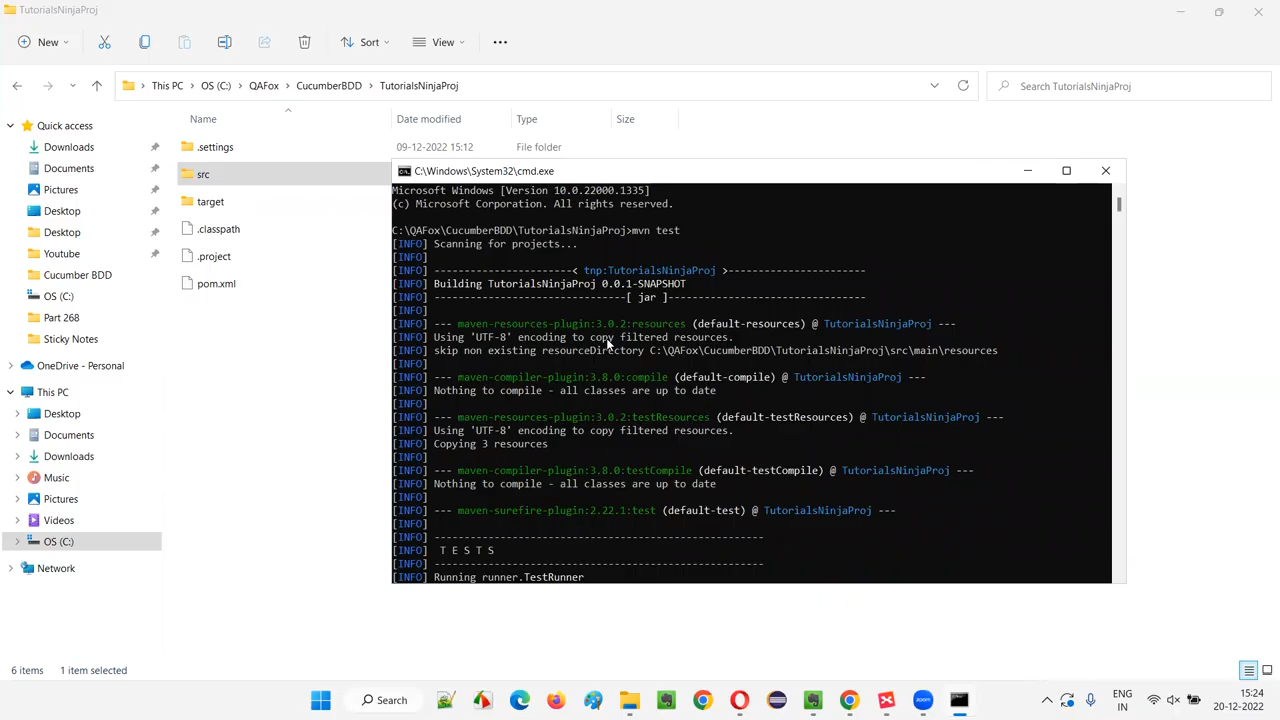 TutorialsNinjaProj
New
Sort
View
This PC > OS (C:) > QAFox > CucumberBDD > TutorialsNinjaProj
Search TutorialsNinjaProj
Name
Date modified
Type
Size
Quick access
Downloads
Documents
Pictures
Desktop
Desktop
Youtube
Cucumber BDD
OS (C:)
Part 268
Sticky Notes
OneDrive - Personal
This PC
Desktop
Documents
Downloads
Music
Pictures
Videos
OS (C:)
Network
.settings
09-12-2022 15:12
File folder
src
target
.classpath
.project
pom.xml
C:\Windows\System32\cmd.exe
Microsoft Windows [Version 10.0.22000.1335]
(c) Microsoft Corporation. All rights reserved.
C:\QAFox\CucumberBDD\TutorialsNinjaProj>mvn test
[INFO] Scanning for projects...
[INFO]
[INFO] -----------------------< tnp:TutorialsNinjaProj >-----------------------
[INFO] Building TutorialsNinjaProj 0.0.1-SNAPSHOT
[INFO] --------------------------------[ jar ]---------------------------------
[INFO]
[INFO] --- maven-resources-plugin:3.0.2:resources (default-resources) @ TutorialsNinjaProj ---
[INFO] Using 'UTF-8' encoding to copy filtered resources.
[INFO] skip non existing resourceDirectory C:\QAFox\CucumberBDD\TutorialsNinjaProj\src\main\resources
[INFO]
[INFO] --- maven-compiler-plugin:3.8.0:compile (default-compile) @ TutorialsNinjaProj ---
[INFO] Nothing to compile - all classes are up to date
[INFO]
[INFO] --- maven-resources-plugin:3.0.2:testResources (default-testResources) @ TutorialsNinjaProj ---
[INFO] Using 'UTF-8' encoding to copy filtered resources.
[INFO] Copying 3 resources
[INFO]
[INFO] --- maven-compiler-plugin:3.8.0:testCompile (default-testCompile) @ TutorialsNinjaProj ---
[INFO] Nothing to compile - all classes are up to date
[INFO]
[INFO] --- maven-surefire-plugin:2.22.1:test (default-test) @ TutorialsNinjaProj ---
[INFO]
[INFO] -------------------------------------------------------
[INFO]  T E S T S
[INFO] -------------------------------------------------------
[INFO] Running runner.TestRunner
6 items
1 item selected
Search
zoom
ENG
IN
15:24
20-12-2022